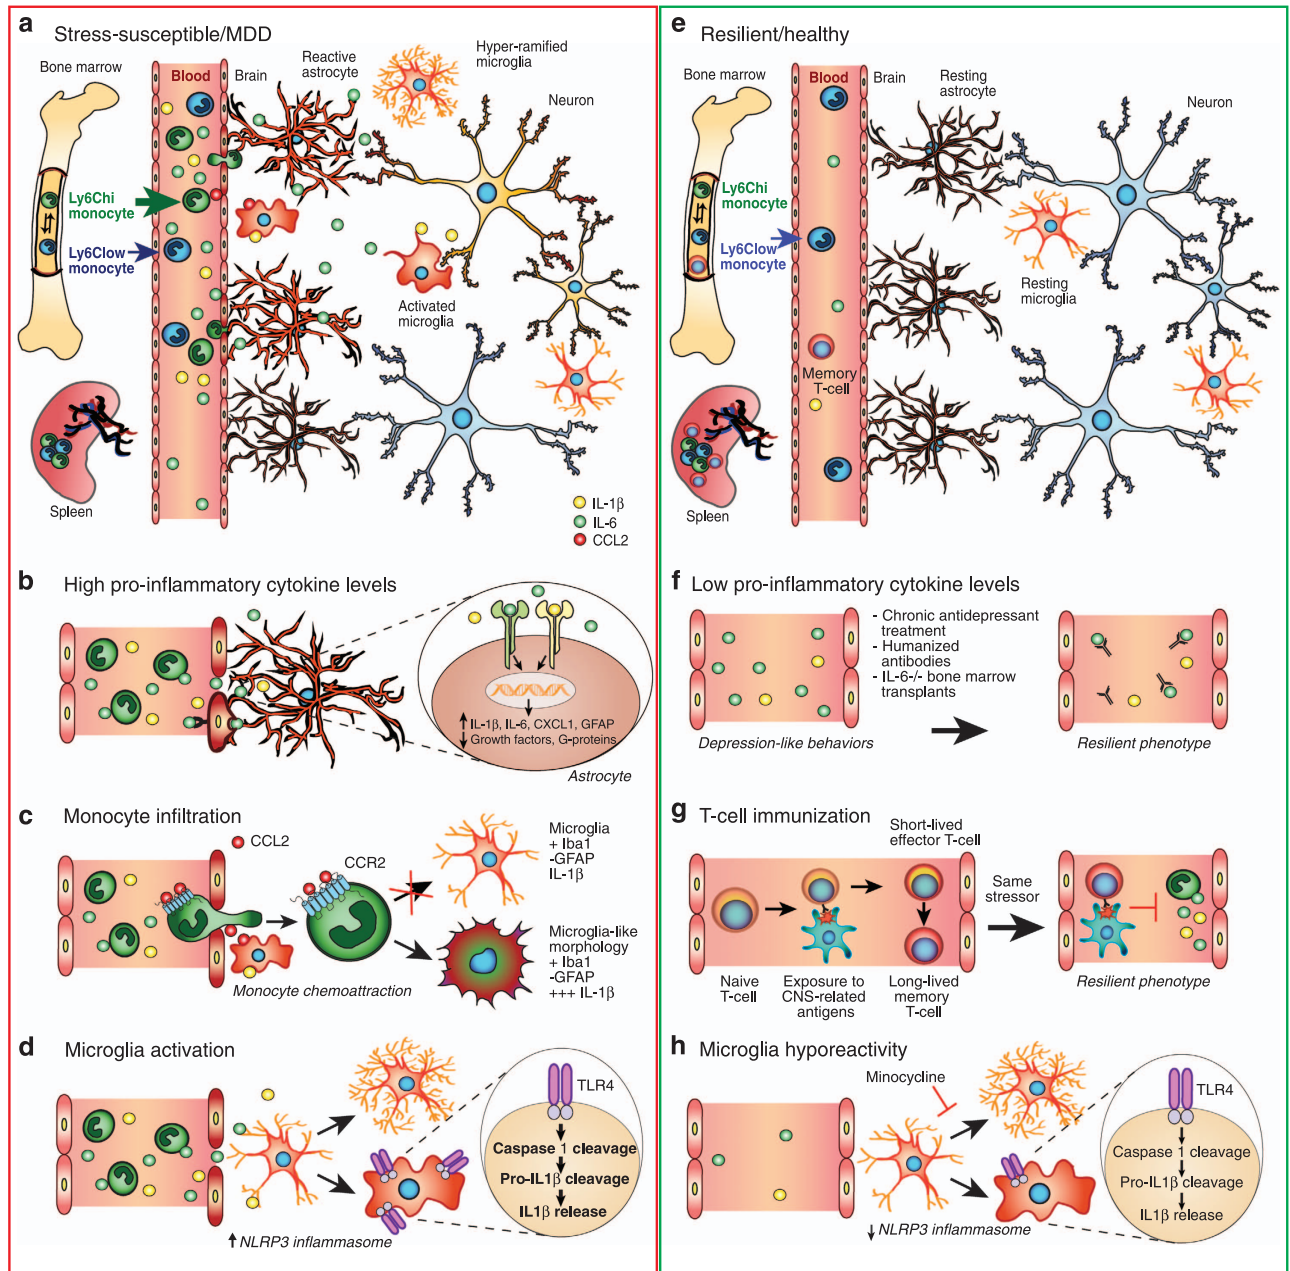 a
Stress-susceptible/MDD
Bone marrow
Blood
Brain
Reactive
astrocyte
Hyper-ramified
microglia
Neuron
Ly6Chi
monocyte
Ly6Clow
monocyte
Activated
microglia
Spleen
IL-1β
IL-6
CCL2
b
High pro-inflammatory cytokine levels
IL-1β, IL-6, CXCL1, GFAP
Growth factors, G-proteins
Astrocyte
c
Monocyte infiltration
CCL2
CCR2
Monocyte chemoattraction
Microglia
+ Iba1
-GFAP
IL-1β
Microglia-like
morphology
+ Iba1
-GFAP
+++ IL-1β
d
Microglia activation
TLR4
Caspase 1 cleavage
Pro-IL1β cleavage
IL1β release
NLRP3 inflammasome
e
Resilient/healthy
Bone marrow
Blood
Brain
Resting
astrocyte
Neuron
Ly6Chi
monocyte
Ly6Clow
monocyte
Resting
microglia
Memory
T-cell
Spleen
f
Low pro-inflammatory cytokine levels
- Chronic antidepressant
treatment
- Humanized
antibodies
- IL-6-/- bone marrow
transplants
Depression-like behaviors
Resilient phenotype
g
T-cell immunization
Short-lived
effector T-cell
Same
stressor
Naive
T-cell
Exposure to
CNS-related
antigens
Long-lived
memory
T-cell
Resilient phenotype
h
Microglia hyporeactivity
Minocycline
TLR4
Caspase 1 cleavage
Pro-IL1β cleavage
IL1β release
NLRP3 inflammasome